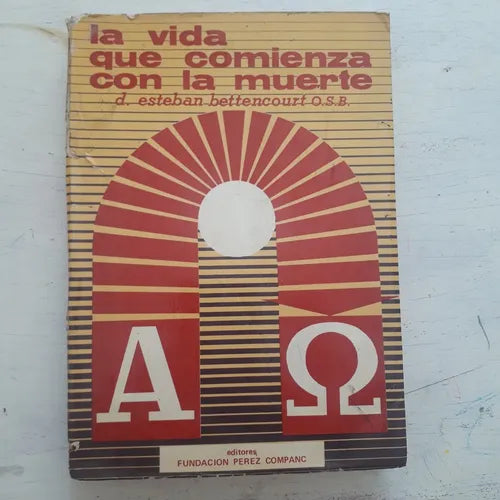 la vida
que comienza
con la muerte
d. esteban bettencourt O.S.B.
Α Ω
editores
FUNDACION PEREZ COMPANC